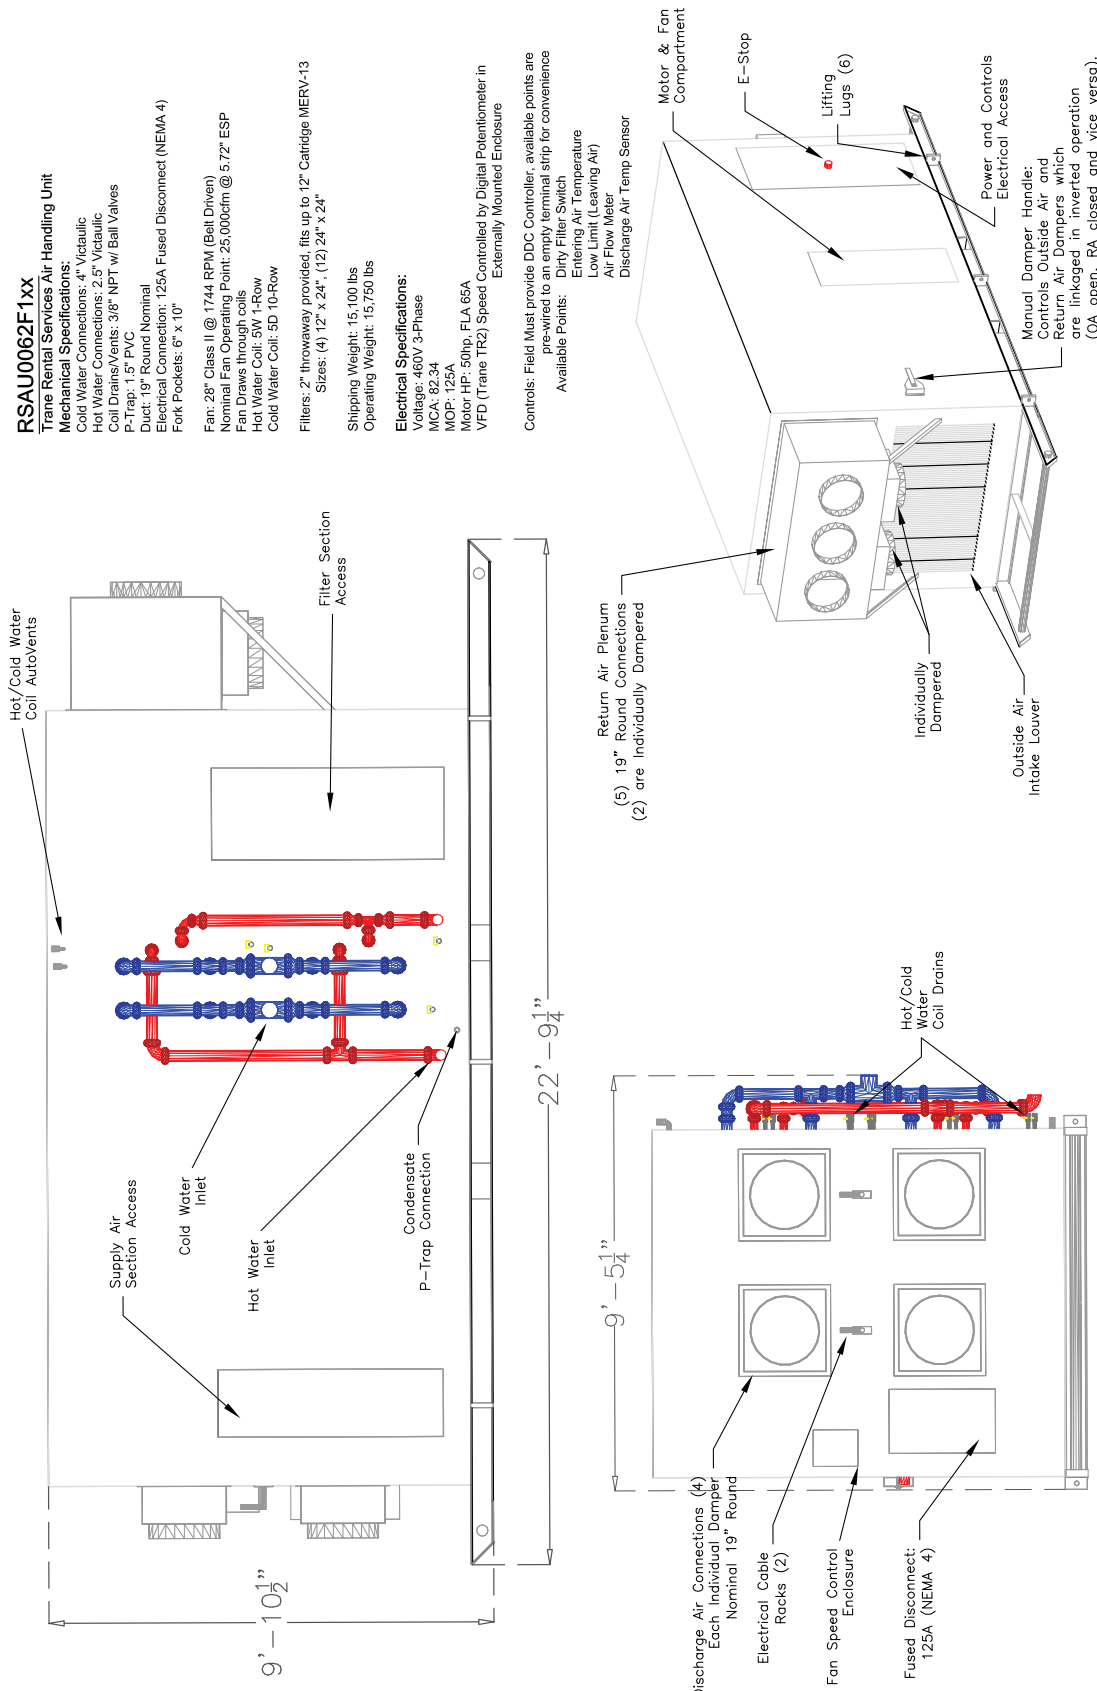 RSAU0062F1xx
Trane Rental Services Air Handling Unit
Mechanical Specifications:
Cold Water Connections: 4" Victaulic
Hot Water Connections: 2.5" Victaulic
Coil Drains/Vents: 3/8" NPT w/ Ball Valves
P-Trap: 1.5" PVC
Duct: 19" Round Nominal
Electrical Connection: 125A Fused Disconnect (NEMA 4)
Fork Pockets: 6" x 10"
Fan: 28" Class II @ 1744 RPM (Belt Driven)
Nominal Fan Operating Point: 25,000cfm @ 5.72" ESP
Fan Draws through coils
Hot Water Coil: 5W 1-Row
Cold Water Coil: 5D 10-Row
Filters: 2" throwaway provided, fits up to 12" Catridge MERV-13
Sizes: (4) 12" x 24", (12) 24" x 24"
Shipping Weight: 15,100 lbs
Operating Weight: 15,750 lbs
Electrical Specifications:
Voltage: 460V 3-Phase
MCA: 82.34
MOP: 125A
Motor HP: 50hp, FLA 65A
VFD (Trane TR2) Speed Controlled by Digital Potentiometer in
Externally Mounted Enclosure
Controls: Field Must provide DDC Controller, available points are
pre-wired to an empty terminal strip for convenience
Available Points: Dirty Filter Switch
Entering Air Temperature
Low Limit (Leaving Air)
Air Flow Meter
Discharge Air Temp Sensor
Hot/Cold Water
Coil AutoVents
Filter Section
Access
Supply Air
Section Access
Cold Water
Inlet
Hot Water
Inlet
Condensate
P-Trap Connection
9'-10 1/2"
22'-9 1/4"
Motor & Fan
Compartment
E-Stop
Lifting
Lugs (6)
Power and Controls
Electrical Access
Manual Damper Handle:
Controls Outside Air and
Return Air Dampers which
are linkaged in inverted operation
(OA open, RA closed and vice versa).
Return Air Plenum
(5) 19" Round Connections
(2) are Individually Dampered
Individually
Dampered
Outside Air
Intake Louver
9'-5 1/4"
Hot/Cold
Water
Coil Drains
Discharge Air Connections (4)
Each Individual Damper
Nominal 19" Round
Electrical Cable
Racks (2)
Fan Speed Control
Enclosure
Fused Disconnect:
125A (NEMA 4)